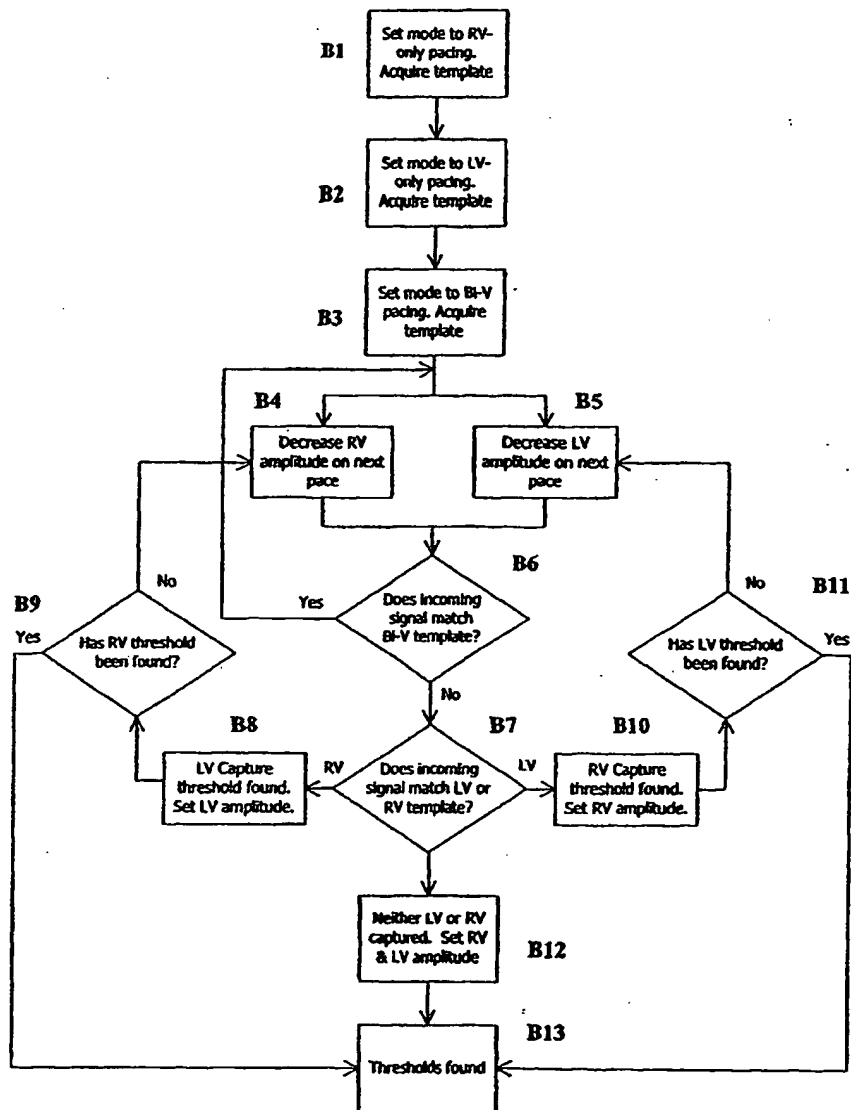 B1
Set mode to RV-
only pacing.
Acquire template
B2
Set mode to LV-
only pacing.
Acquire template
B3
Set mode to Bi-V
pacing. Acquire
template
B4
Decrease RV
amplitude on next
pace
B5
Decrease LV
amplitude on next
pace
B6
Does incoming
signal match
Bi-V template?
Yes
No
B9
Has RV threshold
been found?
Yes
No
B11
Has LV threshold
been found?
No
Yes
B8
LV Capture
threshold found.
Set LV amplitude.
RV
B7
Does incoming
signal match LV or
RV template?
LV
B10
RV Capture
threshold found.
Set RV amplitude.
Neither LV or RV
captured. Set RV
& LV amplitude
B12
B13
Thresholds found